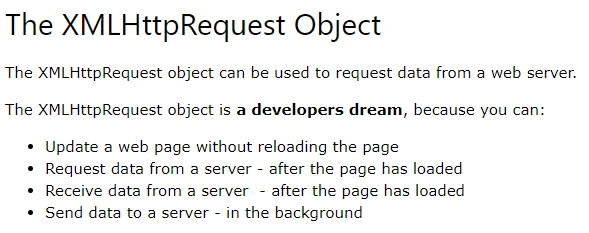 The XMLHttpRequest Object
The XMLHttpRequest object can be used to request data from a web server.
The XMLHttpRequest object is a developers dream, because you can:
• Update a web page without reloading the page
• Request data from a server - after the page has loaded
• Receive data from a server  - after the page has loaded
• Send data to a server - in the background